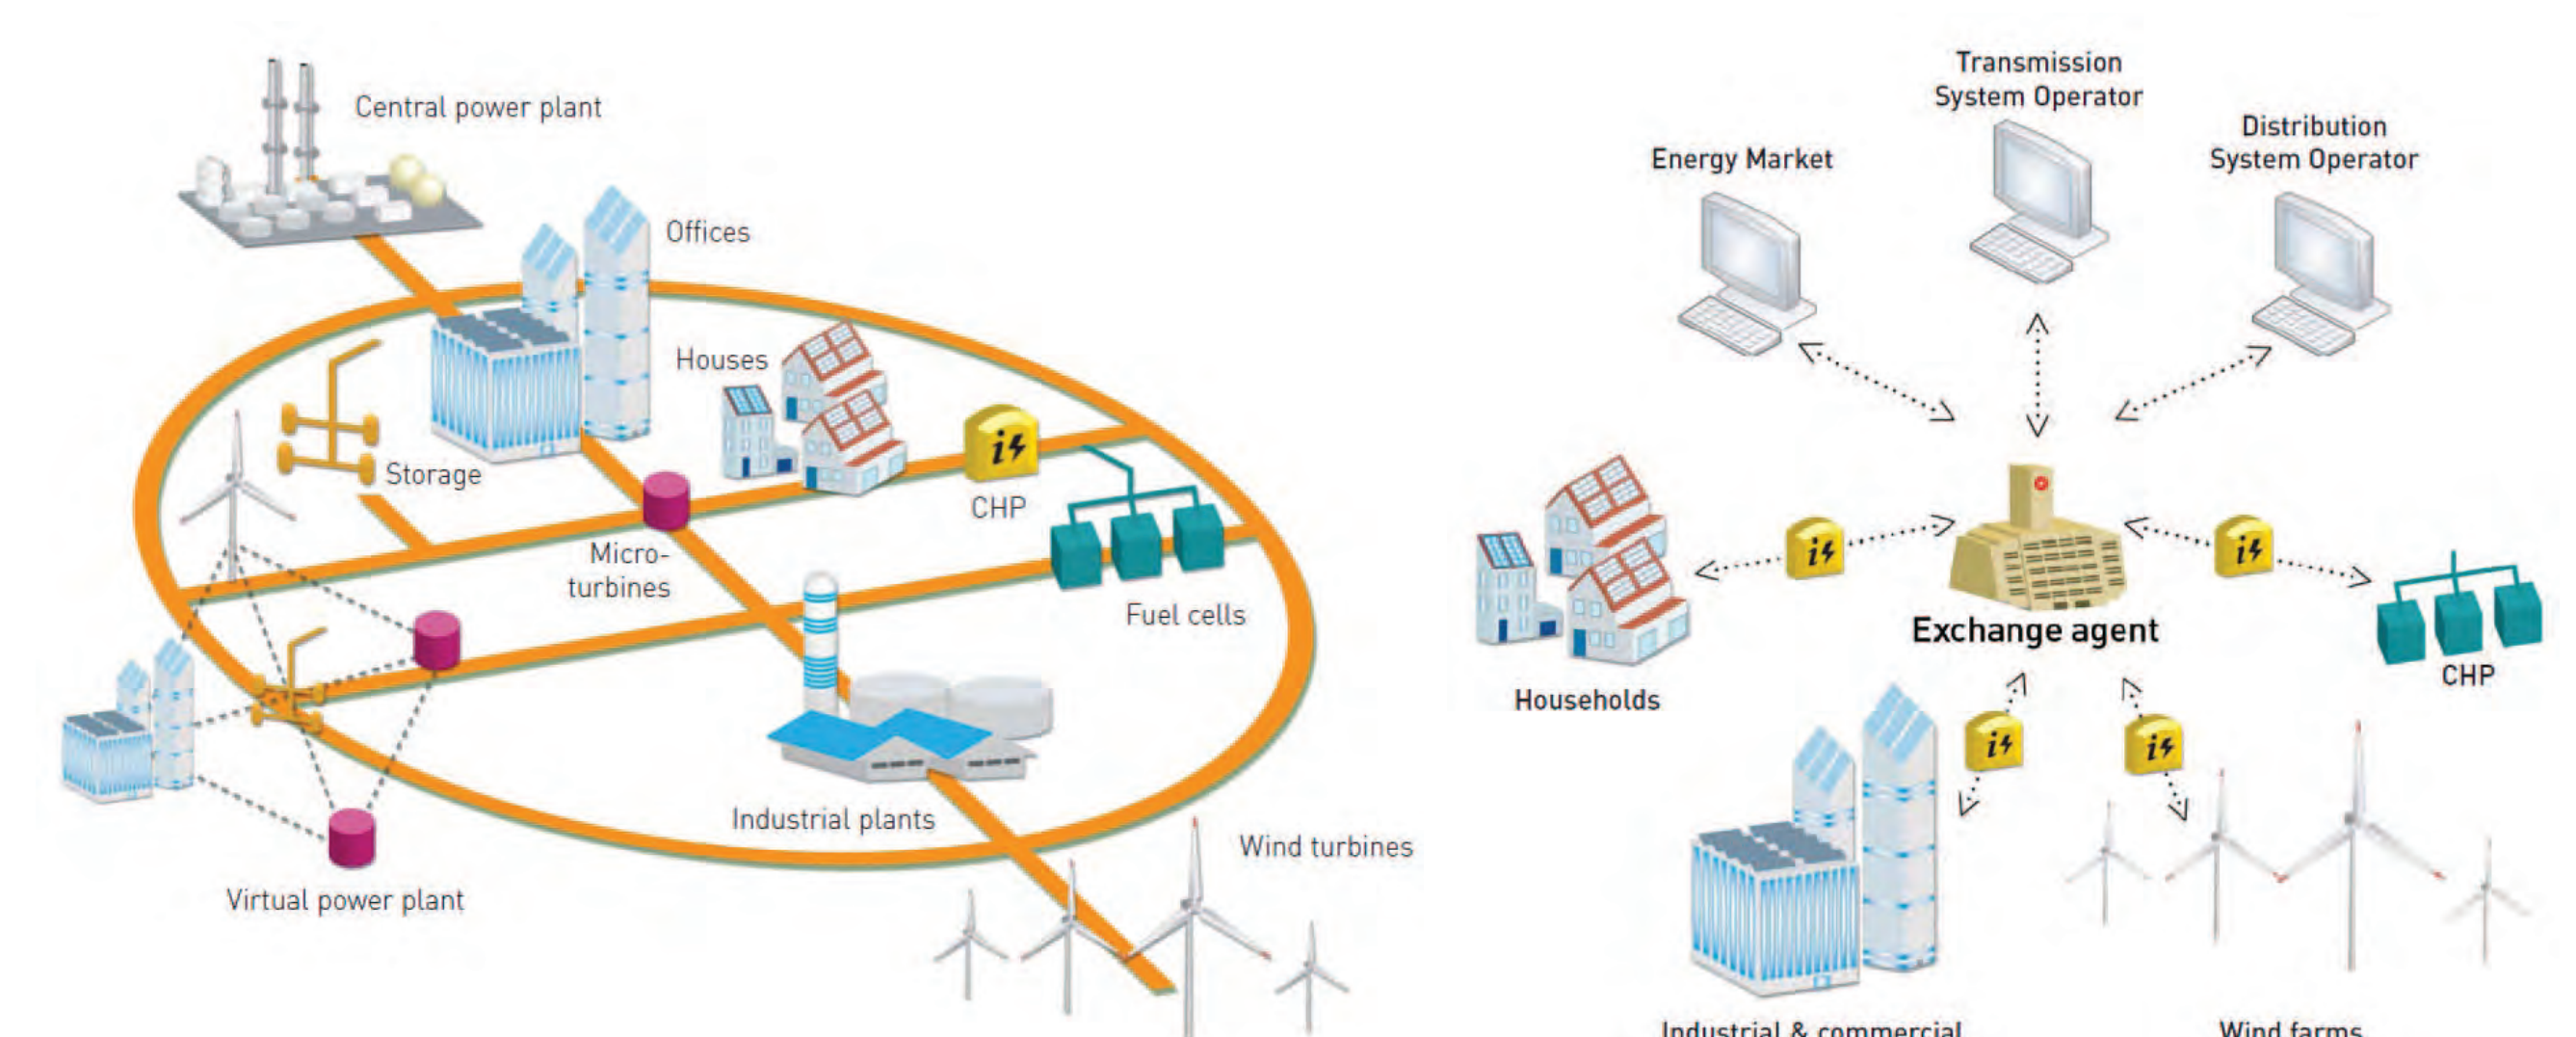 Central power plant
Offices
Houses
Storage
CHP
Micro-
turbines
Fuel cells
Industrial plants
Wind turbines
Virtual power plant
Transmission
System Operator
Energy Market
Distribution
System Operator
i
i
i
Exchange agent
CHP
Households
i
i
Industrial & commercial
Wind farms